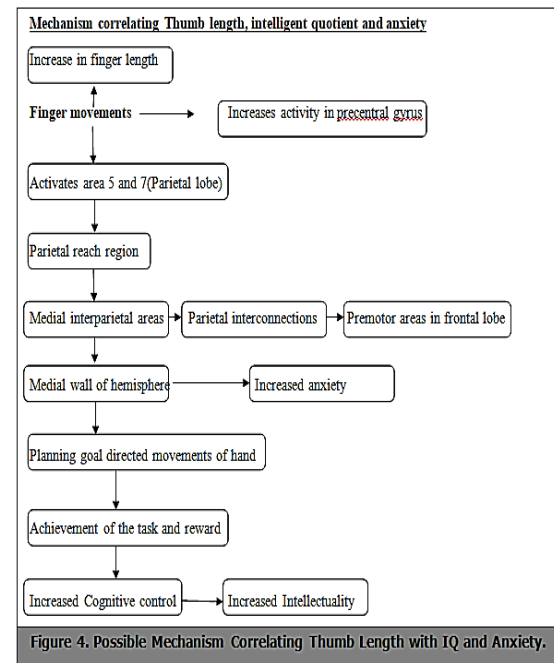 Mechanism correlating Thumb length, intelligent quotient and anxiety
Increase in finger length
Finger movements
Increases activity in precentral gyrus
Activates area 5 and 7(Parietal lobe)
Parietal reach region
Medial interparietal areas
Parietal interconnections
Premotor areas in frontal lobe
Medial wall of hemisphere
Increased anxiety
Planning goal directed movements of hand
Achievement of the task and reward
Increased Cognitive control
Increased Intellectuality
Figure 4. Possible Mechanism Correlating Thumb Length with IQ and Anxiety.